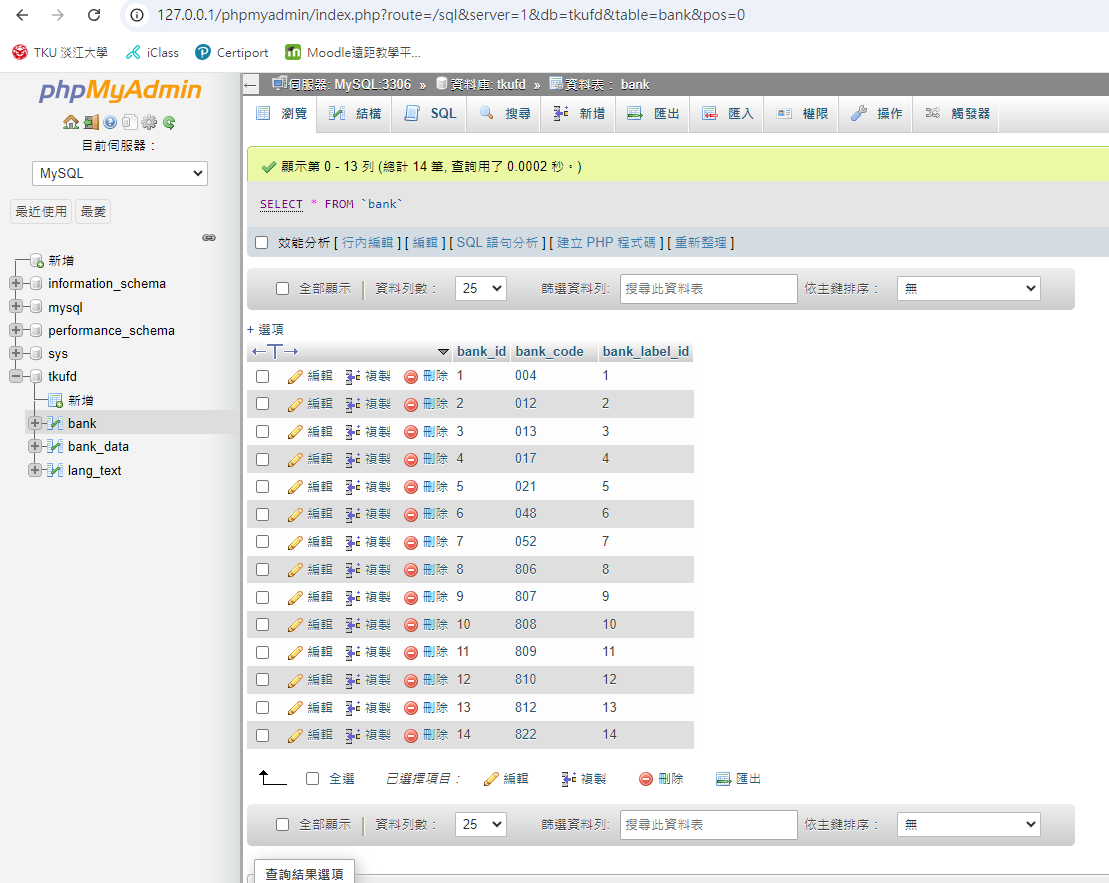 127.0.0.1/phpmyadmin/index.php?route=/sql&server=1&db=tkufd&table=bank&pos=0
TKU 淡江大學 iClass Certiport Moodle遠距教學平...
phpMyAdmin
目前伺服器：
MySQL
最近使用 最愛
新增
information_schema
mysql
performance_schema
sys
tkufd
新增
bank
bank_data
lang_text
伺服器: MySQL:3306 » 資料庫: tkufd » 資料表： bank
瀏覽 結構 SQL 搜尋 新增 匯出 匯入 權限 操作 觸發器
顯示第 0 - 13 列 (總計 14 筆, 查詢用了 0.0002 秒。)
SELECT * FROM `bank`
效能分析 [ 行內編輯 ] [ 編輯 ] [ SQL 語句分析 ] [ 建立 PHP 程式碼 ] [ 重新整理 ]
全部顯示 | 資料列數： 25 篩選資料列: 搜尋此資料表 依主鍵排序： 無
+ 選項
←T→ bank_id bank_code bank_label_id
編輯 複製 刪除 1 004 1
編輯 複製 刪除 2 012 2
編輯 複製 刪除 3 013 3
編輯 複製 刪除 4 017 4
編輯 複製 刪除 5 021 5
編輯 複製 刪除 6 048 6
編輯 複製 刪除 7 052 7
編輯 複製 刪除 8 806 8
編輯 複製 刪除 9 807 9
編輯 複製 刪除 10 808 10
編輯 複製 刪除 11 809 11
編輯 複製 刪除 12 810 12
編輯 複製 刪除 13 812 13
編輯 複製 刪除 14 822 14
全選 已選擇項目： 編輯 複製 刪除 匯出
全部顯示 | 資料列數： 25 篩選資料列: 搜尋此資料表 依主鍵排序： 無
查詢結果選項